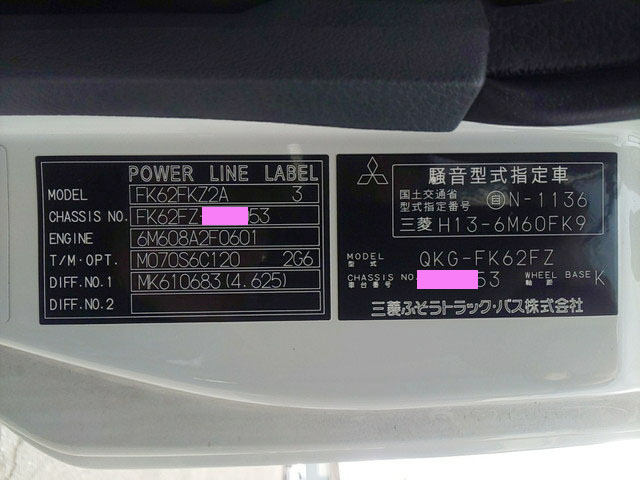 POWER LINE LABEL
MODEL FK62FKZ2A 3
CHASSIS NO. FK62FZ- 53
ENGINE 6M608A2F0601
T/M·OPT. M070S6C120 2G6
DIFF.NO.1 MK610683(4.625)
DIFF.NO.2
騒音型式指定車
国土交通省
型式指定番号 自N-1136
三菱 H13-6M60FK9
MODEL
型式 QKG-FK62FZ
CHASSIS NO.
車台番号 53 WHEEL BASE
軸距 K
三菱ふそうトラック・バス株式会社